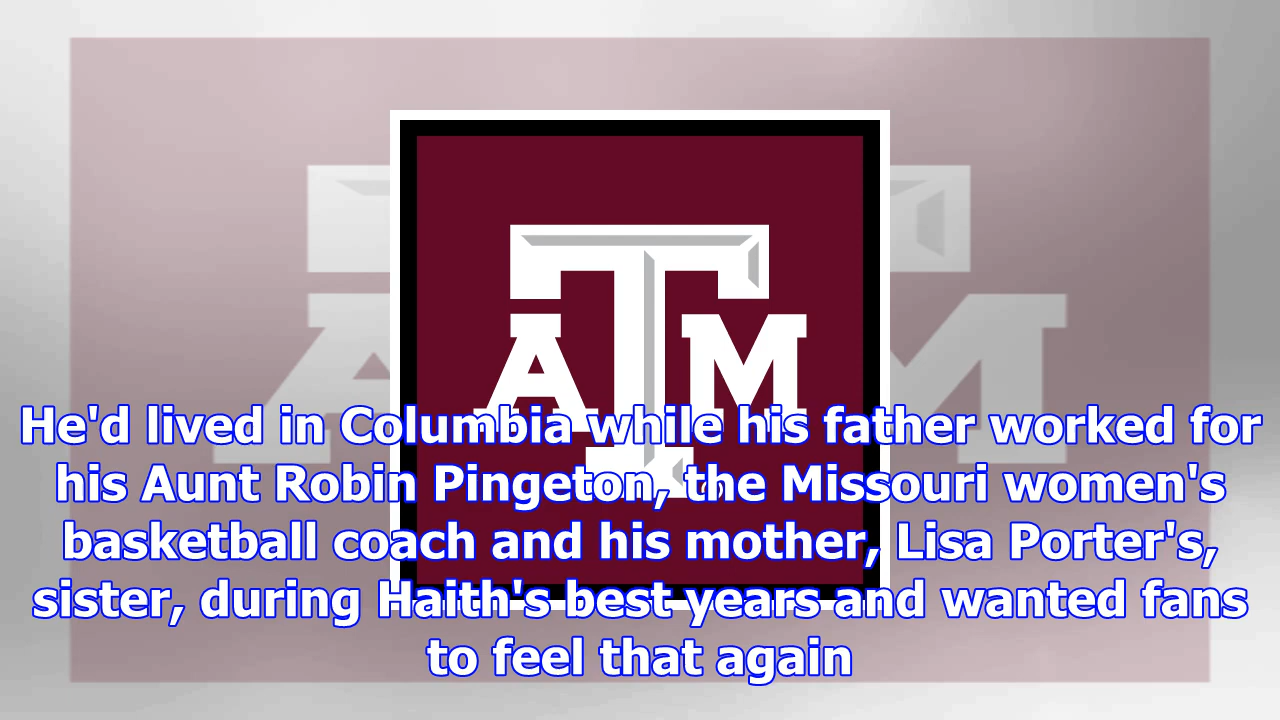 ATM
He'd lived in Columbia while his father worked for
his Aunt Robin Pingeton, the Missouri women's
basketball coach and his mother, Lisa Porter's,
sister, during Haith's best years and wanted fans
to feel that again